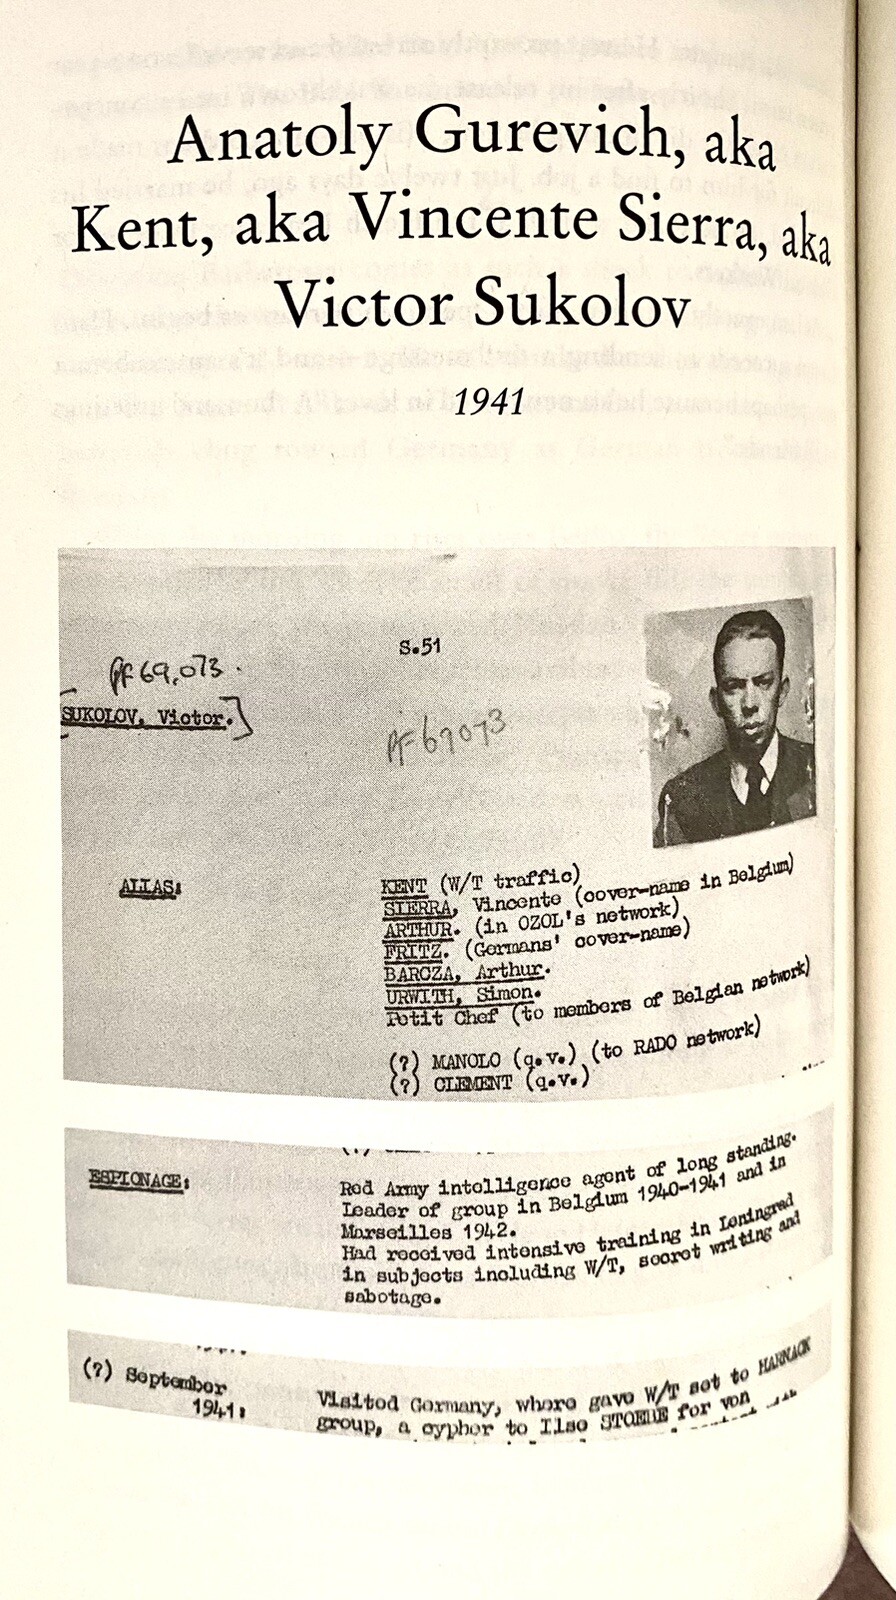 Anatoly Gurevich, aka
Kent, aka Vincente Sierra, aka
Victor Sukolov
1941
S.51
PF 69,073.
[SUKOLOV, Victor.]
PF 69073
ALIAS:
KENT (W/T traffic)
SIERRA, Vincente (cover-name in Belgium)
ARTHUR. (in OZOL's network)
FRITZ. (Germans' cover-name)
BARCZA, Arthur.
URWITH, Simon.
Petit Chef (to members of Belgian network)
(?) MANOLO (q.v.) (to RADO network)
(?) CLEMENT (q.v.)
ESPIONAGE:
Red Army intelligence agent of long standing.
Leader of group in Belgium 1940-1941 and in
Marseilles 1942.
Had received intensive training in Leningrad
in subjects including W/T, secret writing and
sabotage.
(?) September
1941:
Visited Germany, where gave W/T set to HARNACK
group, a cypher to Ilse STOEBE for von